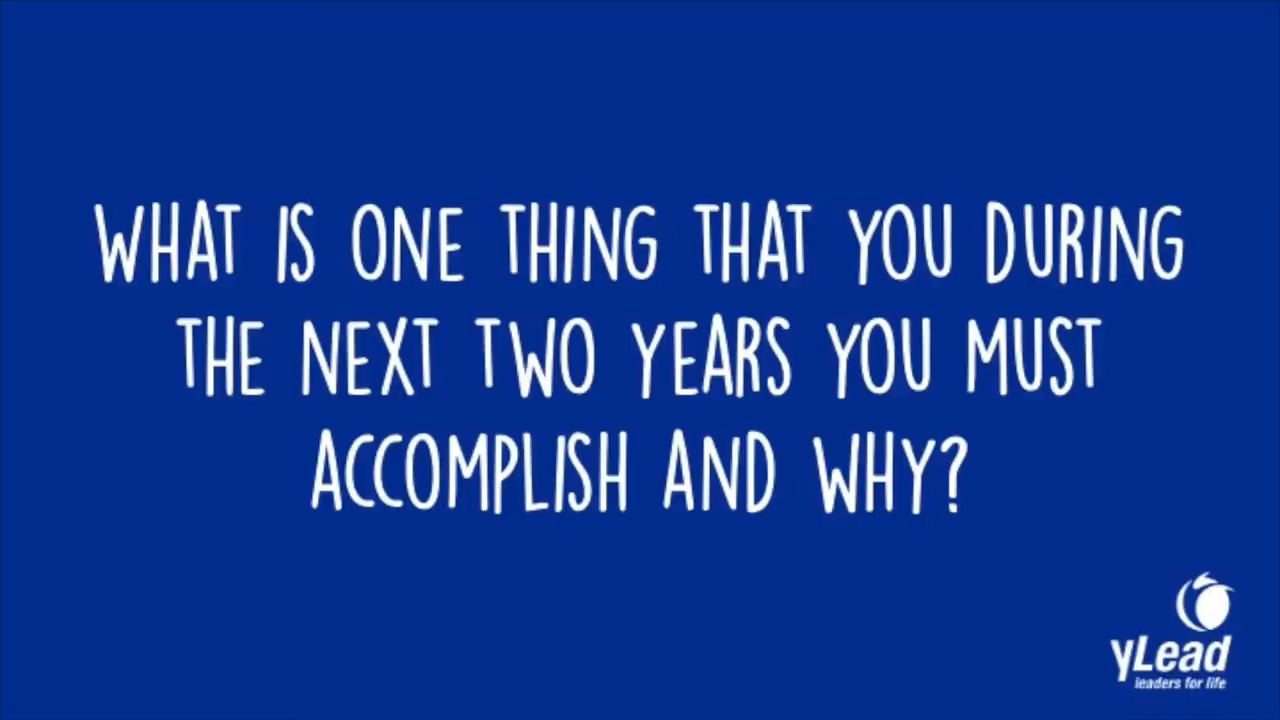 WHAT IS ONE THING THAT YOU DURING
THE NEXT TWO YEARS YOU MUST
ACCOMPLISH AND WHY?
yLead
leaders for life